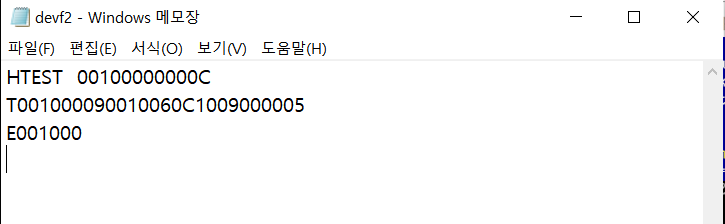 devf2 - Windows 메모장
파일(F) 편집(E) 서식(O) 보기(V) 도움말(H)
HTEST  00100000000C
T001000090010060C1009000005
E001000